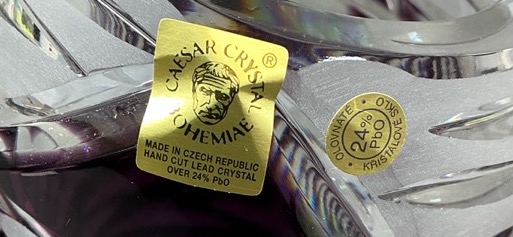 CAESAR CRYSTAL ®
BOHEMIAE
MADE IN CZECH REPUBLIC
HAND CUT LEAD CRYSTAL
OVER 24% PbO
OLOVNATÉ KŘIŠŤÁLOVÉ SKLO
24%
PbO